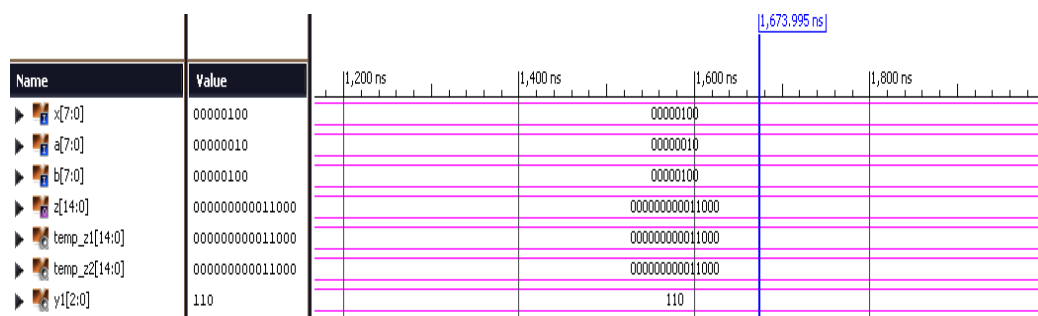 1,673.995 ns
Name Value 1,200 ns 1,400 ns 1,600 ns 1,800 ns
x[7:0] 00000100 00000100
a[7:0] 00000010 00000010
b[7:0] 00000100 00000100
z[14:0] 000000000011000 000000000011000
temp_z1[14:0] 000000000011000 000000000011000
temp_z2[14:0] 000000000011000 000000000011000
y1[2:0] 110 110